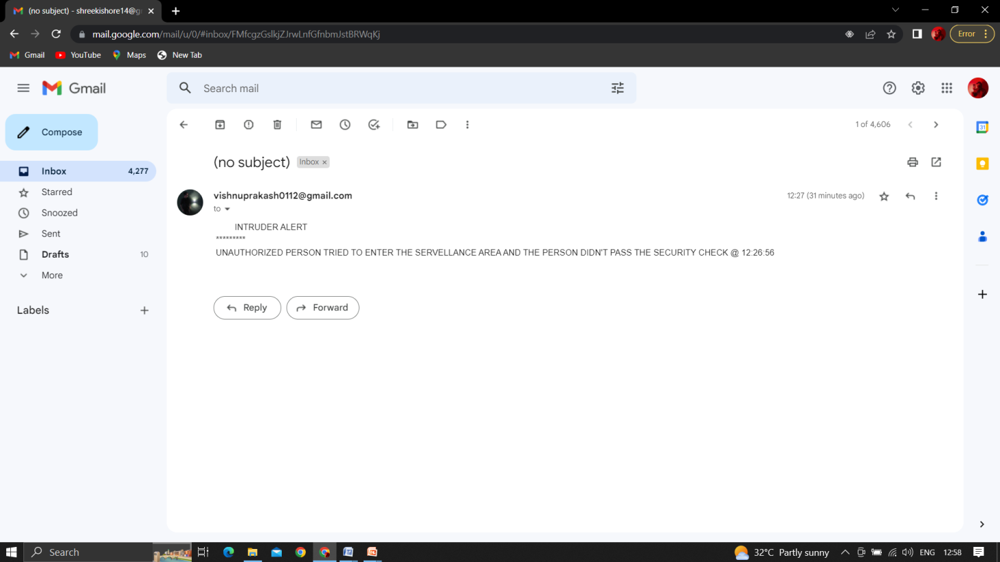 (no subject) - shreekishore14@g
mail.google.com/mail/u/0/#inbox/FMfcgzGslkjZJrwLnfGfnbmJstBRWqKj
Error
Gmail
YouTube
Maps
New Tab
Gmail
Search mail
Compose
1 of 4,606
Inbox 4,277
Starred
Snoozed
Sent
Drafts 10
More
Labels
(no subject) Inbox ×
vishnuprakash0112@gmail.com
12:27 (31 minutes ago)
to
INTRUDER ALERT
*********
UNAUTHORIZED PERSON TRIED TO ENTER THE SERVELLANCE AREA AND THE PERSON DIDN'T PASS THE SECURITY CHECK @ 12:26:56
Reply
Forward
31
Search
32°C Partly sunny
ENG
12:58